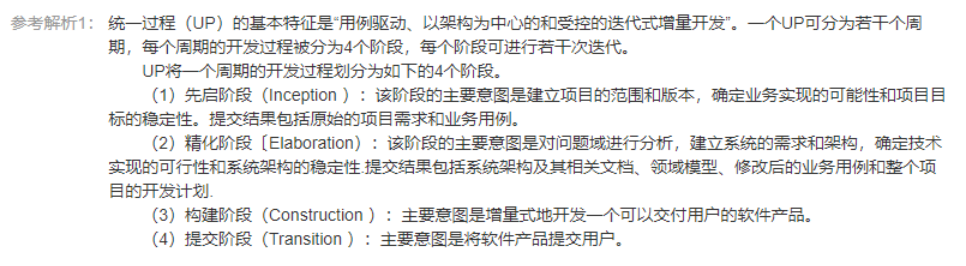 参考解析1： 统一过程（UP）的基本特征是“用例驱动、以架构为中心的和受控的迭代式增量开发”。一个UP可分为若干个周
期，每个周期的开发过程被分为4个阶段，每个阶段可进行若干次迭代。
UP将一个周期的开发过程划分为如下的4个阶段。
（1）先启阶段（Inception ）：该阶段的主要意图是建立项目的范围和版本，确定业务实现的可能性和项目目
标的稳定性。提交结果包括原始的项目需求和业务用例。
（2）精化阶段〔Elaboration）：该阶段的主要意图是对问题域进行分析，建立系统的需求和架构，确定技术
实现的可行性和系统架构的稳定性.提交结果包括系统架构及其相关文档、领域模型、修改后的业务用例和整个项
目的开发计划.
（3）构建阶段（Construction ）：主要意图是增量式地开发一个可以交付用户的软件产品。
（4）提交阶段（Transition ）：主要意图是将软件产品提交用户。